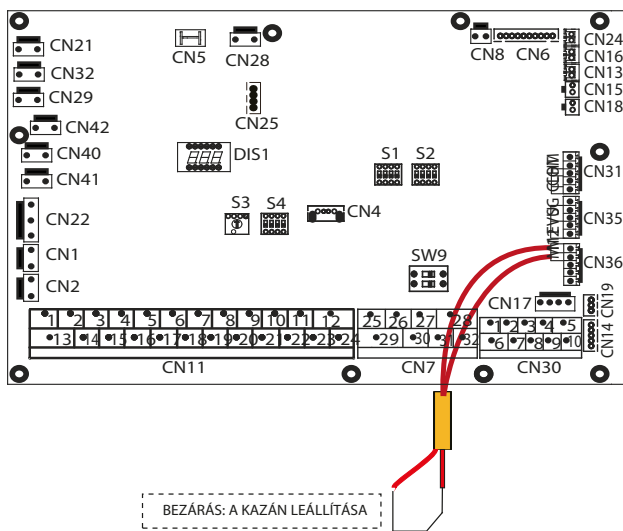 CN21
CN5
CN28
CN8
CN6
CN24
CN16
CN13
CN15
CN18
CN32
CN29
CN25
CN42
CN40
DIS1
CN41
S1 S2
CN31
CN22
S3 S4
CN4
CN35
CN1
SW9
CN36
CN2
CN17
CN19
1 2 3 4 5 6 7 8 9 10 11 12
13 14 15 16 17 18 19 20 21 22 23 24
CN11
25 26 27 28
29 30 31 32
CN7
1 2 3 4 5
6 7 8 9 10
CN30
CN14
BEZÁRÁS: A KAZÁN LEÁLLÍTÁSA